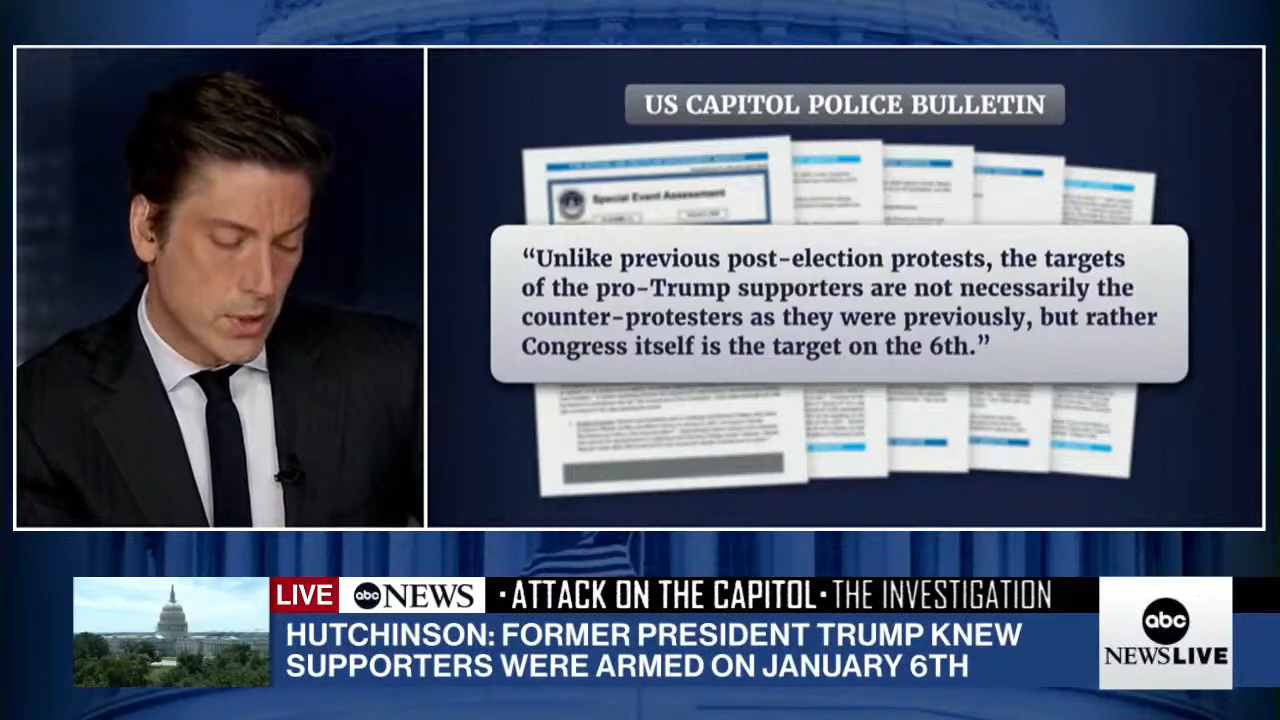 US CAPITOL POLICE BULLETIN
Special Event Assessment
“Unlike previous post-election protests, the targets
of the pro-Trump supporters are not necessarily the
counter-protesters as they were previously, but rather
Congress itself is the target on the 6th.”
LIVE abc NEWS ·ATTACK ON THE CAPITOL· THE INVESTIGATION
HUTCHINSON: FORMER PRESIDENT TRUMP KNEW
SUPPORTERS WERE ARMED ON JANUARY 6TH
abc
NEWSLIVE